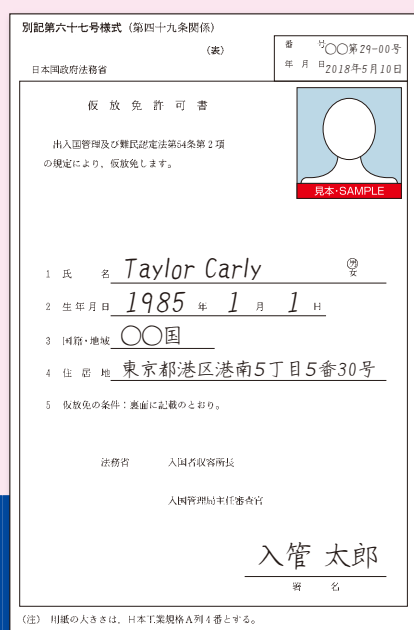 別記第六十七号様式（第四十九条関係）
（表）
番 号 〇〇第29-00号
年 月 日 2018年5月10日
日本国政府法務省
仮 放 免 許 可 書
出入国管理及び難民認定法第54条第２項
の規定により、仮放免します。
見本・SAMPLE
1 氏 名 Taylor Carly 男
女
2 生年月日 1985 年 1 月 1 日
3 国籍・地域 〇〇国
4 住 居 地 東京都港区港南5丁目5番30号
5 仮放免の条件：裏面に記載のとおり。
法務省 入国者収容所長
入国管理局主任審査官
入管 太郎
署 名
（注） 用紙の大きさは、日本工業規格Ａ列４番とする。